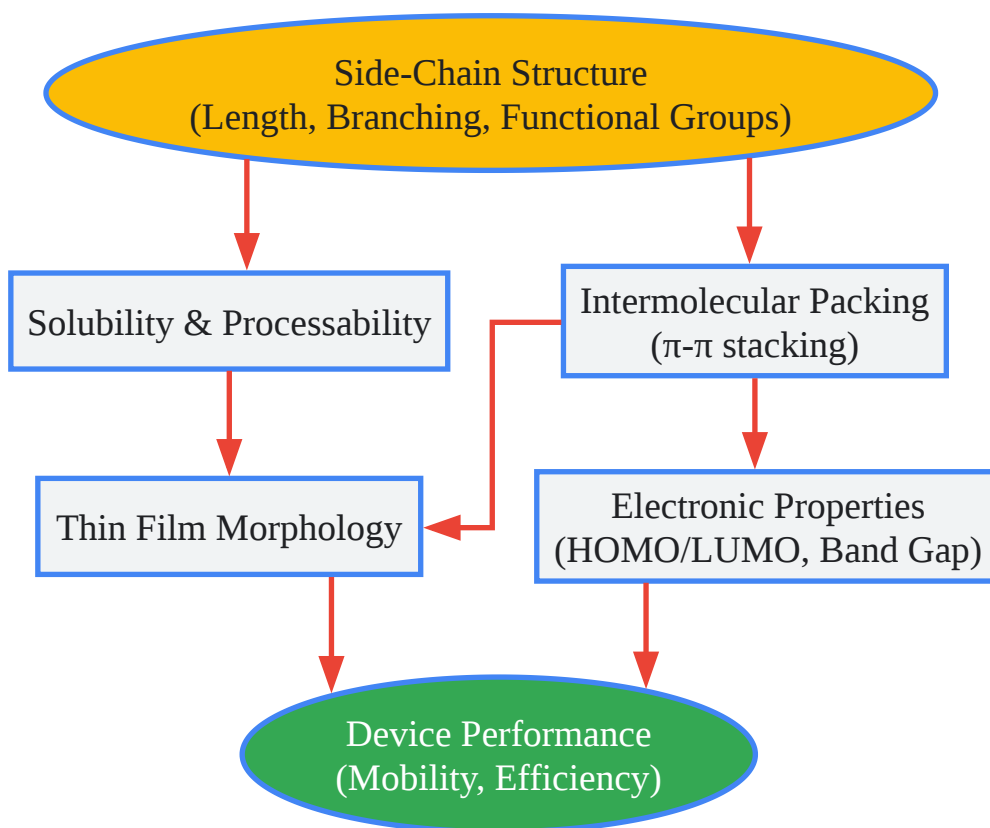 Side-Chain Structure
(Length, Branching, Functional Groups)
Solubility & Processability
Intermolecular Packing
(π-π stacking)
Thin Film Morphology
Electronic Properties
(HOMO/LUMO, Band Gap)
Device Performance
(Mobility, Efficiency)